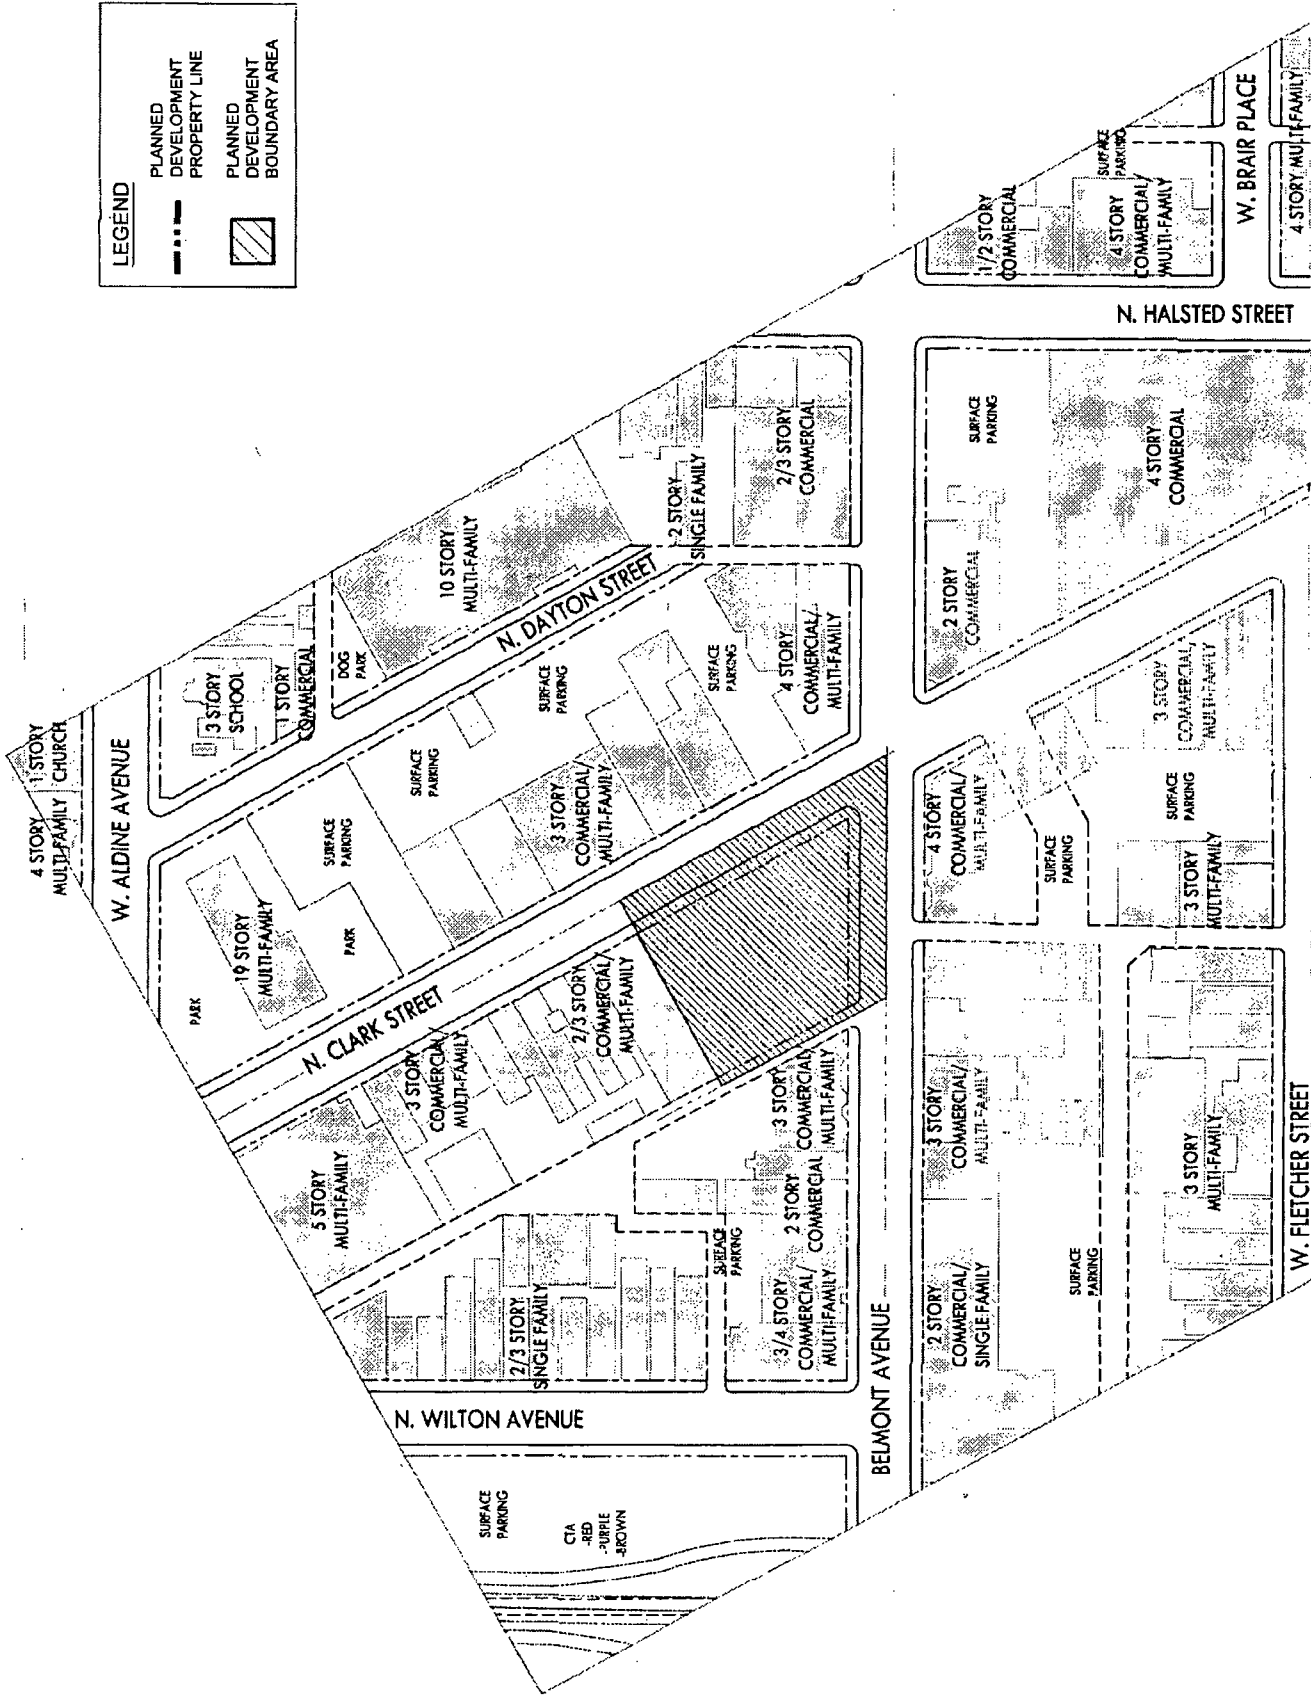 LEGEND
PLANNED
DEVELOPMENT
PROPERTY LINE
PLANNED
DEVELOPMENT
BOUNDARY AREA
4 STORY
MULTI-FAMILY
1 STORY
CHURCH
W. ALDINE AVENUE
3 STORY
SCHOOL
1 STORY
COMMERCIAL
DOG
PARK
10 STORY
MULTI-FAMILY
N. DAYTON STREET
2 STORY
SINGLE FAMILY
2/3 STORY
COMMERCIAL
PARK
19 STORY
MULTI-FAMILY
PARK
SURFACE
PARKING
SURFACE
PARKING
SURFACE
PARKING
3 STORY
COMMERCIAL/
MULTI-FAMILY
SURFACE
PARKING
4 STORY
COMMERCIAL/
MULTI-FAMILY
N. CLARK STREET
5 STORY
MULTI-FAMILY
3 STORY
COMMERCIAL/
MULTI-FAMILY
2/3 STORY
COMMERCIAL/
MULTI-FAMILY
2/3 STORY
SINGLE FAMILY
SURFACE
PARKING
3/4 STORY
COMMERCIAL/
MULTI-FAMILY
2 STORY
COMMERCIAL
3 STORY
COMMERCIAL/
MULTI-FAMILY
N. WILTON AVENUE
SURFACE
PARKING
CTA
-RED
-PURPLE
-BROWN
BELMONT AVENUE
2 STORY
COMMERCIAL/
SINGLE FAMILY
3 STORY
COMMERCIAL/
MULTI-FAMILY
4 STORY
COMMERCIAL/
MULTI-FAMILY
2 STORY
COMMERCIAL
SURFACE
PARKING
1/2 STORY
COMMERCIAL
SURFACE
PARKING
4 STORY
COMMERCIAL/
MULTI-FAMILY
N. HALSTED STREET
4 STORY
COMMERCIAL
W. BRAIR PLACE
4 STORY MULTI-FAMILY
SURFACE
PARKING
SURFACE
PARKING
SURFACE
PARKING
3 STORY
COMMERCIAL/
MULTI-FAMILY
3 STORY
MULTI-FAMILY
3 STORY
MULTI-FAMILY
W. FLETCHER STREET